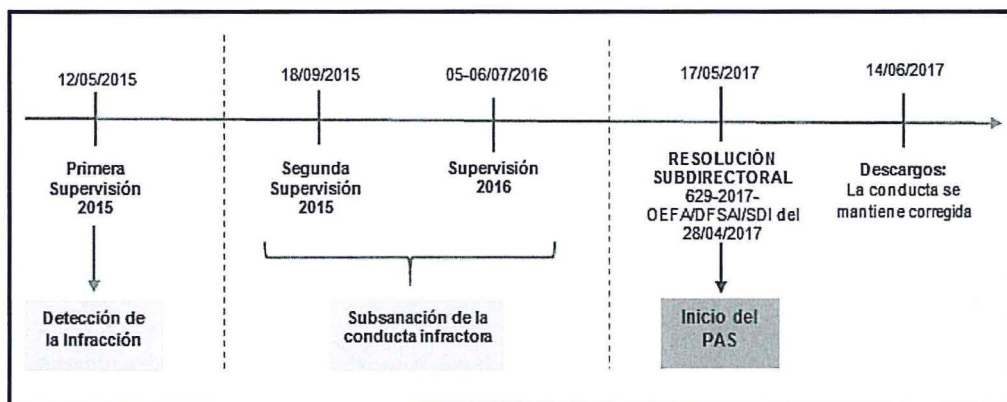 12/05/2015
18/09/2015
05-06/07/2016
17/05/2017
14/06/2017
Primera
Supervisión
2015
Segunda
Supervisión
2015
Supervisión
2016
RESOLUCIÓN
SUBDIRECTORAL
629-2017-
OEFA/DFSAI/SDI del
28/04/2017
Descargos:
La conducta se
mantiene corregida
Detección de
la Infracción
Subsanación de la
conducta infractora
Inicio del
PAS